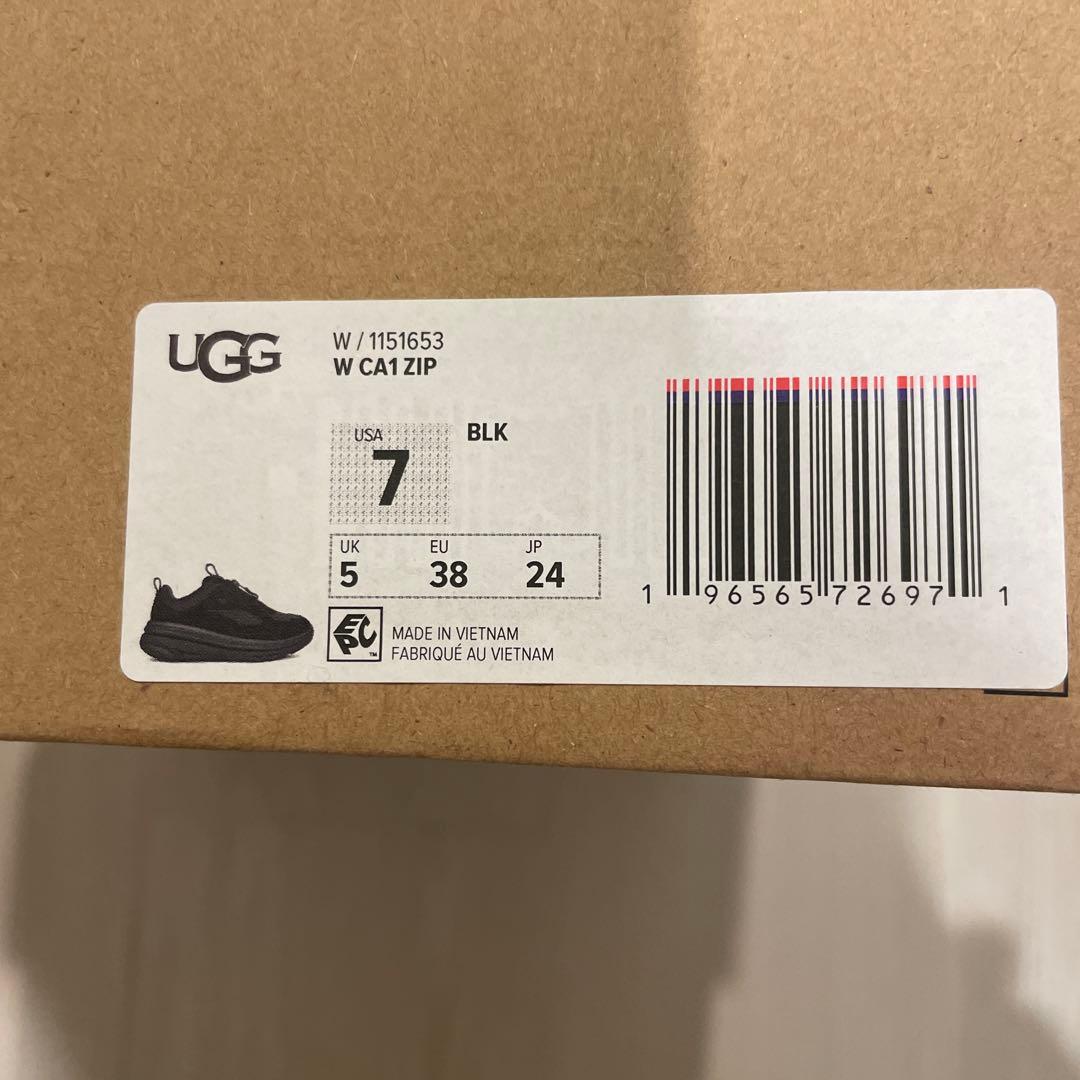 UGG
W / 1151653
W CA1 ZIP
USA
7
BLK
UK
5
EU
38
JP
24
EPC™
MADE IN VIETNAM
FABRIQUÉ AU VIETNAM
1 96565 72697 1